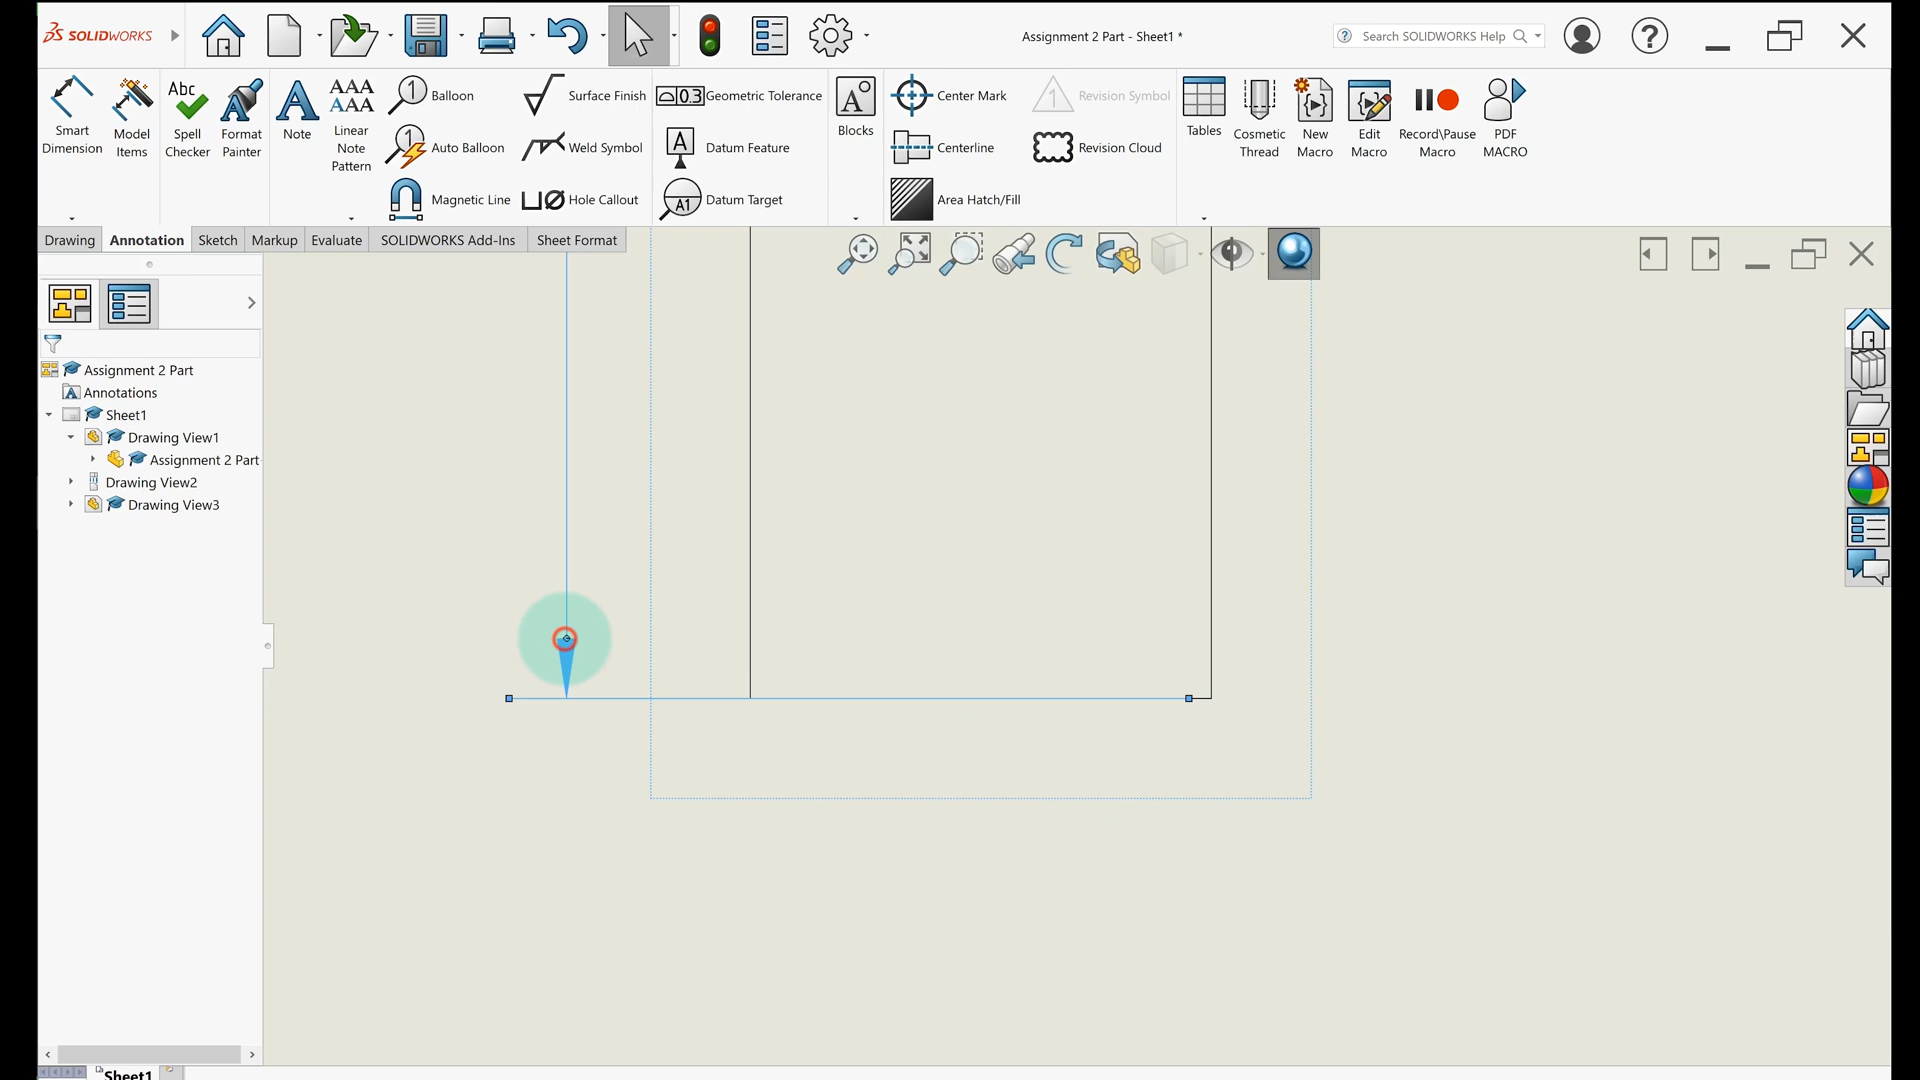 SOLIDWORKS
Assignment 2 Part - Sheet1 *
Search SOLIDWORKS Help
Smart Dimension
Model Items
Abc
Spell Checker
Format Painter
Note
AAA
AAA
Linear Note Pattern
Balloon
Auto Balloon
Magnetic Line
Surface Finish
Weld Symbol
Hole Callout
0.3
Geometric Tolerance
A
Datum Feature
A1
Datum Target
Blocks
Center Mark
Centerline
Area Hatch/Fill
Revision Symbol
Revision Cloud
Tables
Cosmetic Thread
New Macro
Edit Macro
Record\Pause Macro
PDF MACRO
Drawing
Annotation
Sketch
Markup
Evaluate
SOLIDWORKS Add-Ins
Sheet Format
Assignment 2 Part
Annotations
Sheet1
Drawing View1
Assignment 2 Part
Drawing View2
Drawing View3
Sheet1